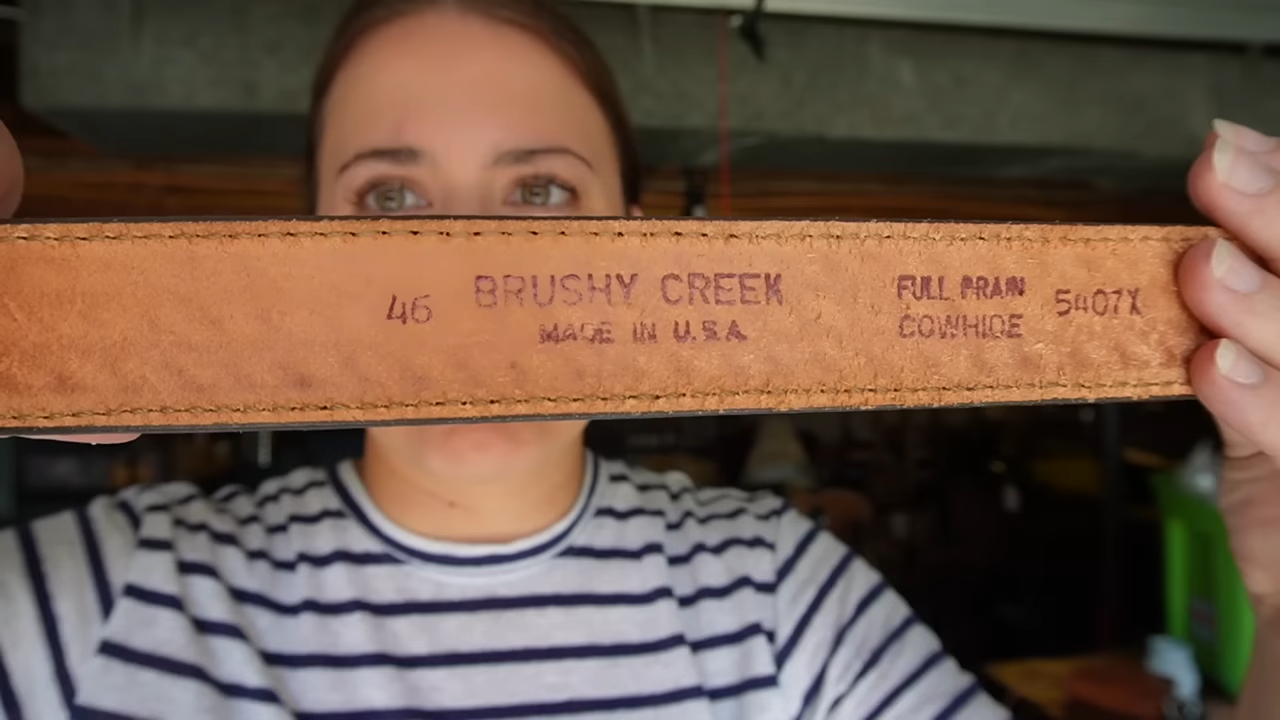 46
BRUSHY CREEK
MADE IN U.S.A.
FULL GRAIN
COWHIDE
5407X